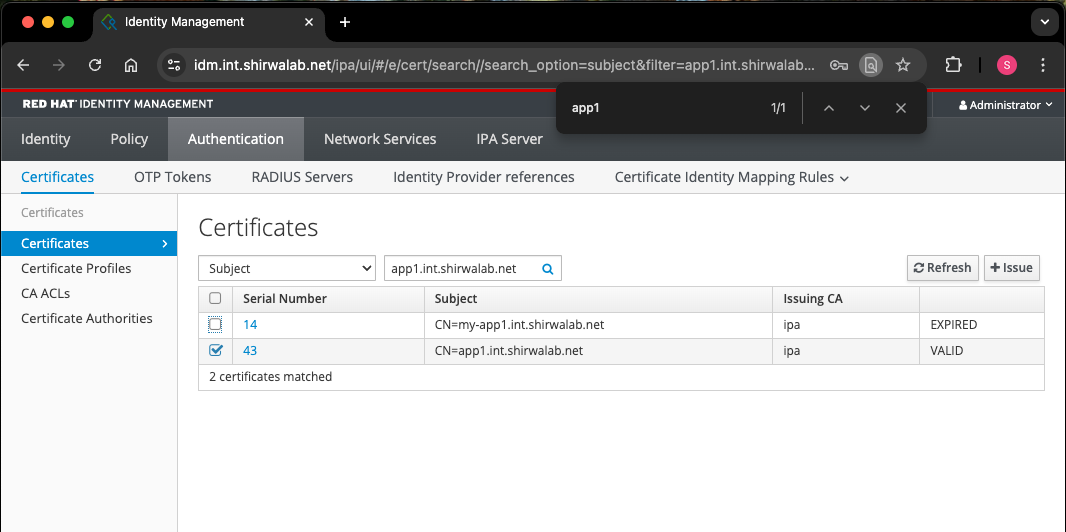 Identity Management
idm.int.shirwalab.net/ipa/ui/#/e/cert/search//search_option=subject&filter=app1.int.shirwalab...
S
app1 1/1
RED HAT IDENTITY MANAGEMENT
Administrator
Identity Policy Authentication Network Services IPA Server
Certificates OTP Tokens RADIUS Servers Identity Provider references Certificate Identity Mapping Rules
Certificates
Certificates
Certificate Profiles
CA ACLs
Certificate Authorities
Certificates
Subject app1.int.shirwalab.net Refresh Issue
Serial Number Subject Issuing CA
14 CN=my-app1.int.shirwalab.net ipa EXPIRED
43 CN=app1.int.shirwalab.net ipa VALID
2 certificates matched